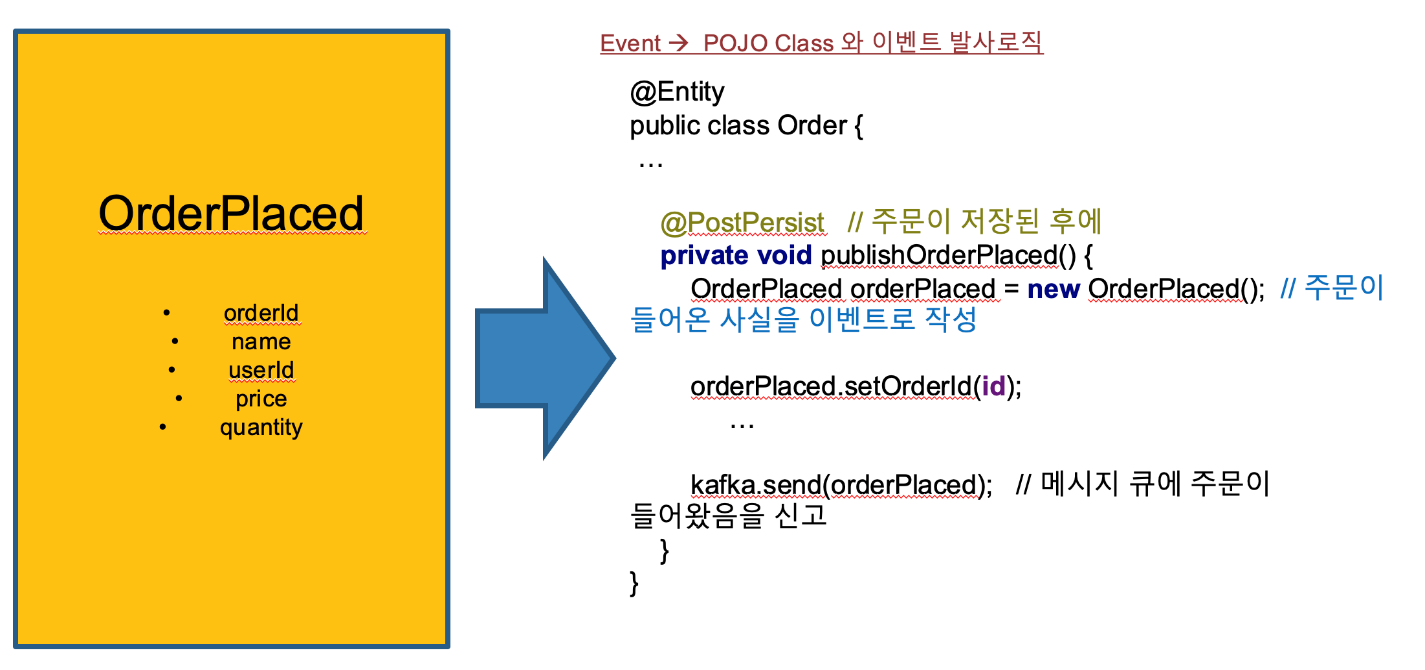 OrderPlaced
• orderId
• name
• userId
• price
• quantity
Event → POJO Class 와 이벤트 발사로직
@Entity
public class Order {
…
@PostPersist // 주문이 저장된 후에
private void publishOrderPlaced() {
OrderPlaced orderPlaced = new OrderPlaced(); // 주문이
들어온 사실을 이벤트로 작성
orderPlaced.setOrderId(id);
…
kafka.send(orderPlaced); // 메시지 큐에 주문이
들어왔음을 신고
}
}